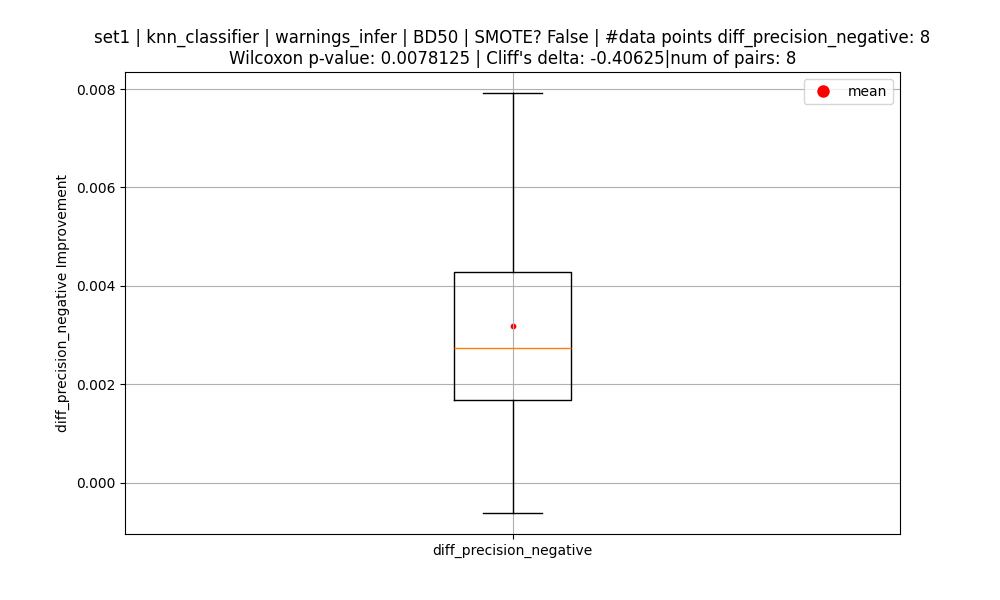 set1 | knn_classifier | warnings_infer | BD50 | SMOTE? False | #data points diff_precision_negative: 8
Wilcoxon p-value: 0.0078125 | Cliff's delta: -0.40625|num of pairs: 8
mean
0.008
0.006
0.004
0.002
0.000
diff_precision_negative Improvement
diff_precision_negative